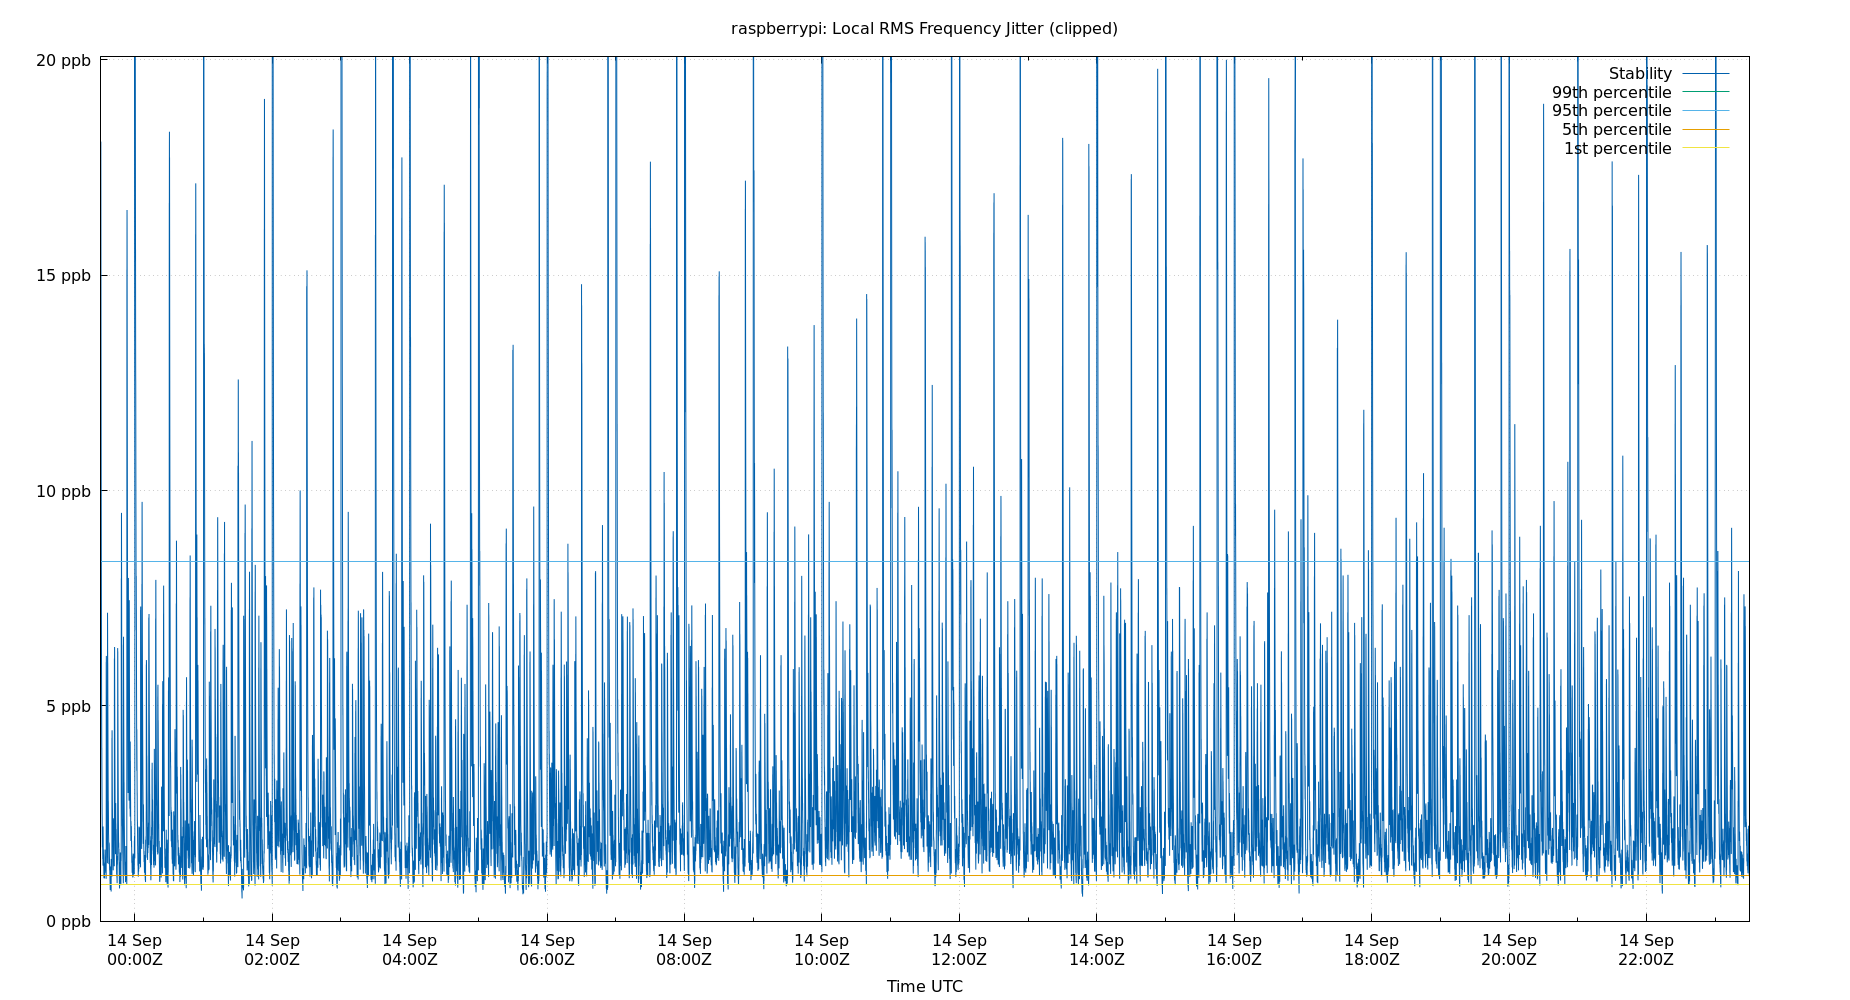 raspberrypi: Local RMS Frequency Jitter (clipped)
20 ppb
15 ppb
10 ppb
5 ppb
0 ppb
Stability
99th percentile
95th percentile
5th percentile
1st percentile
14 Sep 14 Sep 14 Sep 14 Sep 14 Sep 14 Sep 14 Sep 14 Sep 14 Sep 14 Sep 14 Sep 14 Sep
00:00Z 02:00Z 04:00Z 06:00Z 08:00Z 10:00Z 12:00Z 14:00Z 16:00Z 18:00Z 20:00Z 22:00Z
Time UTC